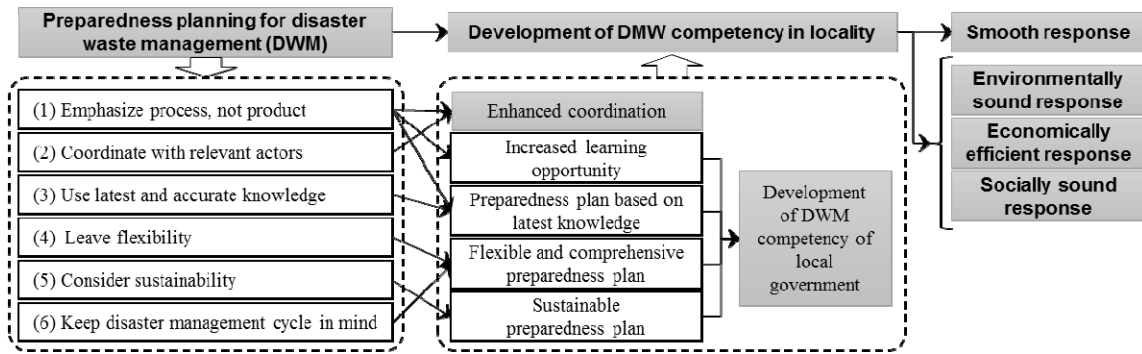 Preparedness planning for disaster
waste management (DWM)
Development of DMW competency in locality
Smooth response
(1) Emphasize process, not product
(2) Coordinate with relevant actors
(3) Use latest and accurate knowledge
(4) Leave flexibility
(5) Consider sustainability
(6) Keep disaster management cycle in mind
Enhanced coordination
Increased learning
opportunity
Preparedness plan based on
latest knowledge
Flexible and comprehensive
preparedness plan
Sustainable
preparedness plan
Development
of DWM
competency of
local
government
Environmentally
sound response
Economically
efficient response
Socially sound
response